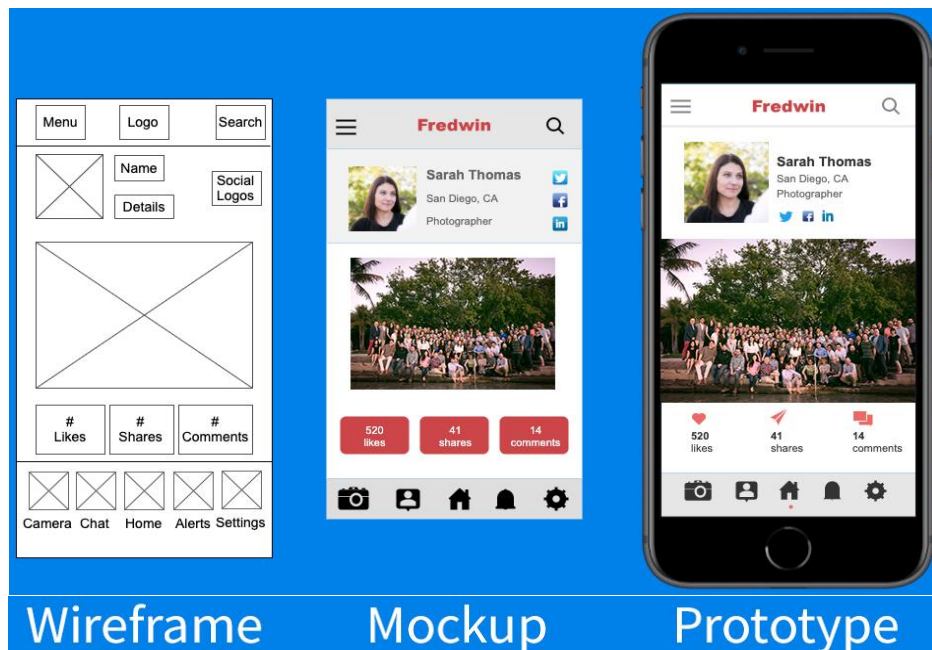 Menu
Logo
Search
Name
Details
Social
Logos
#
Likes
#
Shares
#
Comments
Camera
Chat
Home
Alerts
Settings
Fredwin
Sarah Thomas
San Diego, CA
Photographer
in
520
likes
41
shares
14
comments
Fredwin
Sarah Thomas
San Diego, CA
Photographer
in
520
likes
41
shares
14
comments
Wireframe
Mockup
Prototype